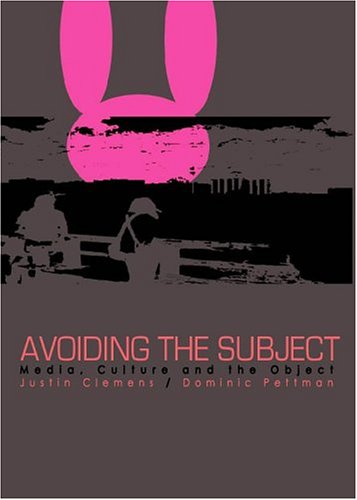 AVOIDING THE SUBJECT
Media, Culture and the Object
Justin Clemens / Dominic Pettman